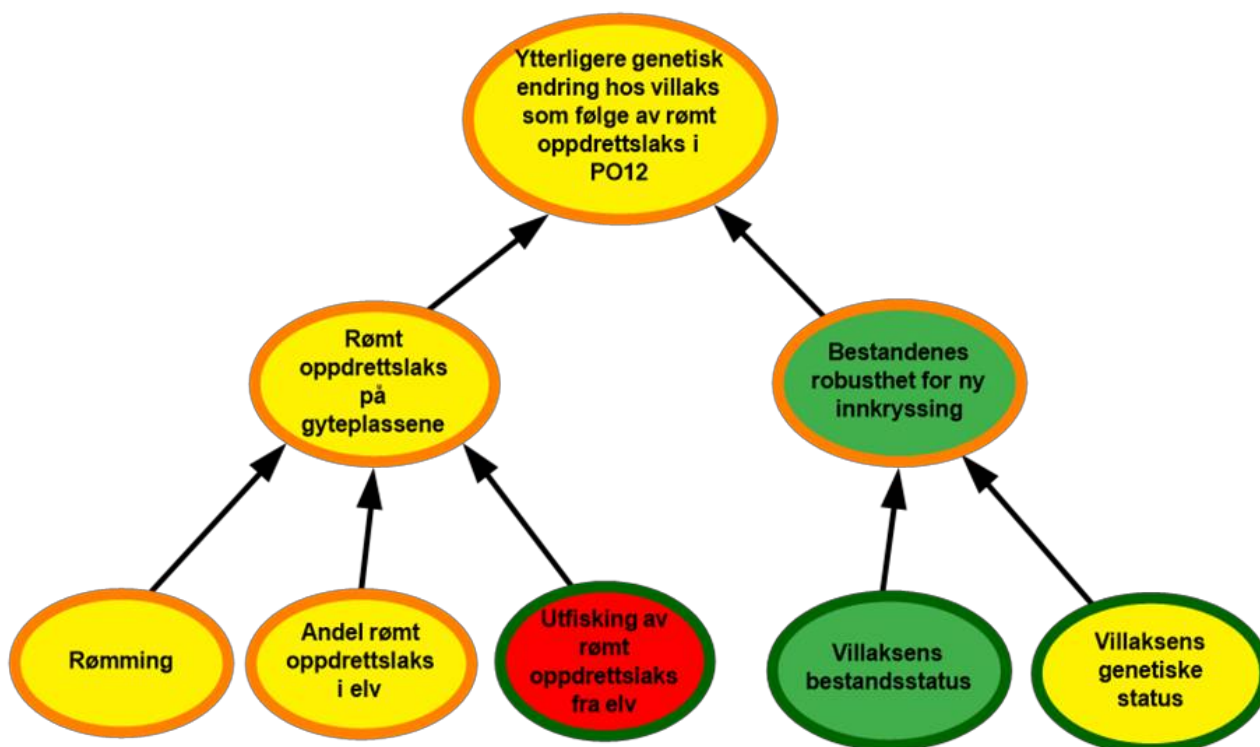 Ytterligere genetisk
endring hos villaks
som følge av rømt
oppdrettslaks i
PO12
Rømt
oppdrettslaks
på
gyteplassene
Bestandenes
robusthet for ny
innkryssing
Rømming
Andel rømt
oppdrettslaks
i elv
Utfisking av
rømt
oppdrettslaks
fra elv
Villaksens
bestandsstatus
Villaksens
genetiske
status